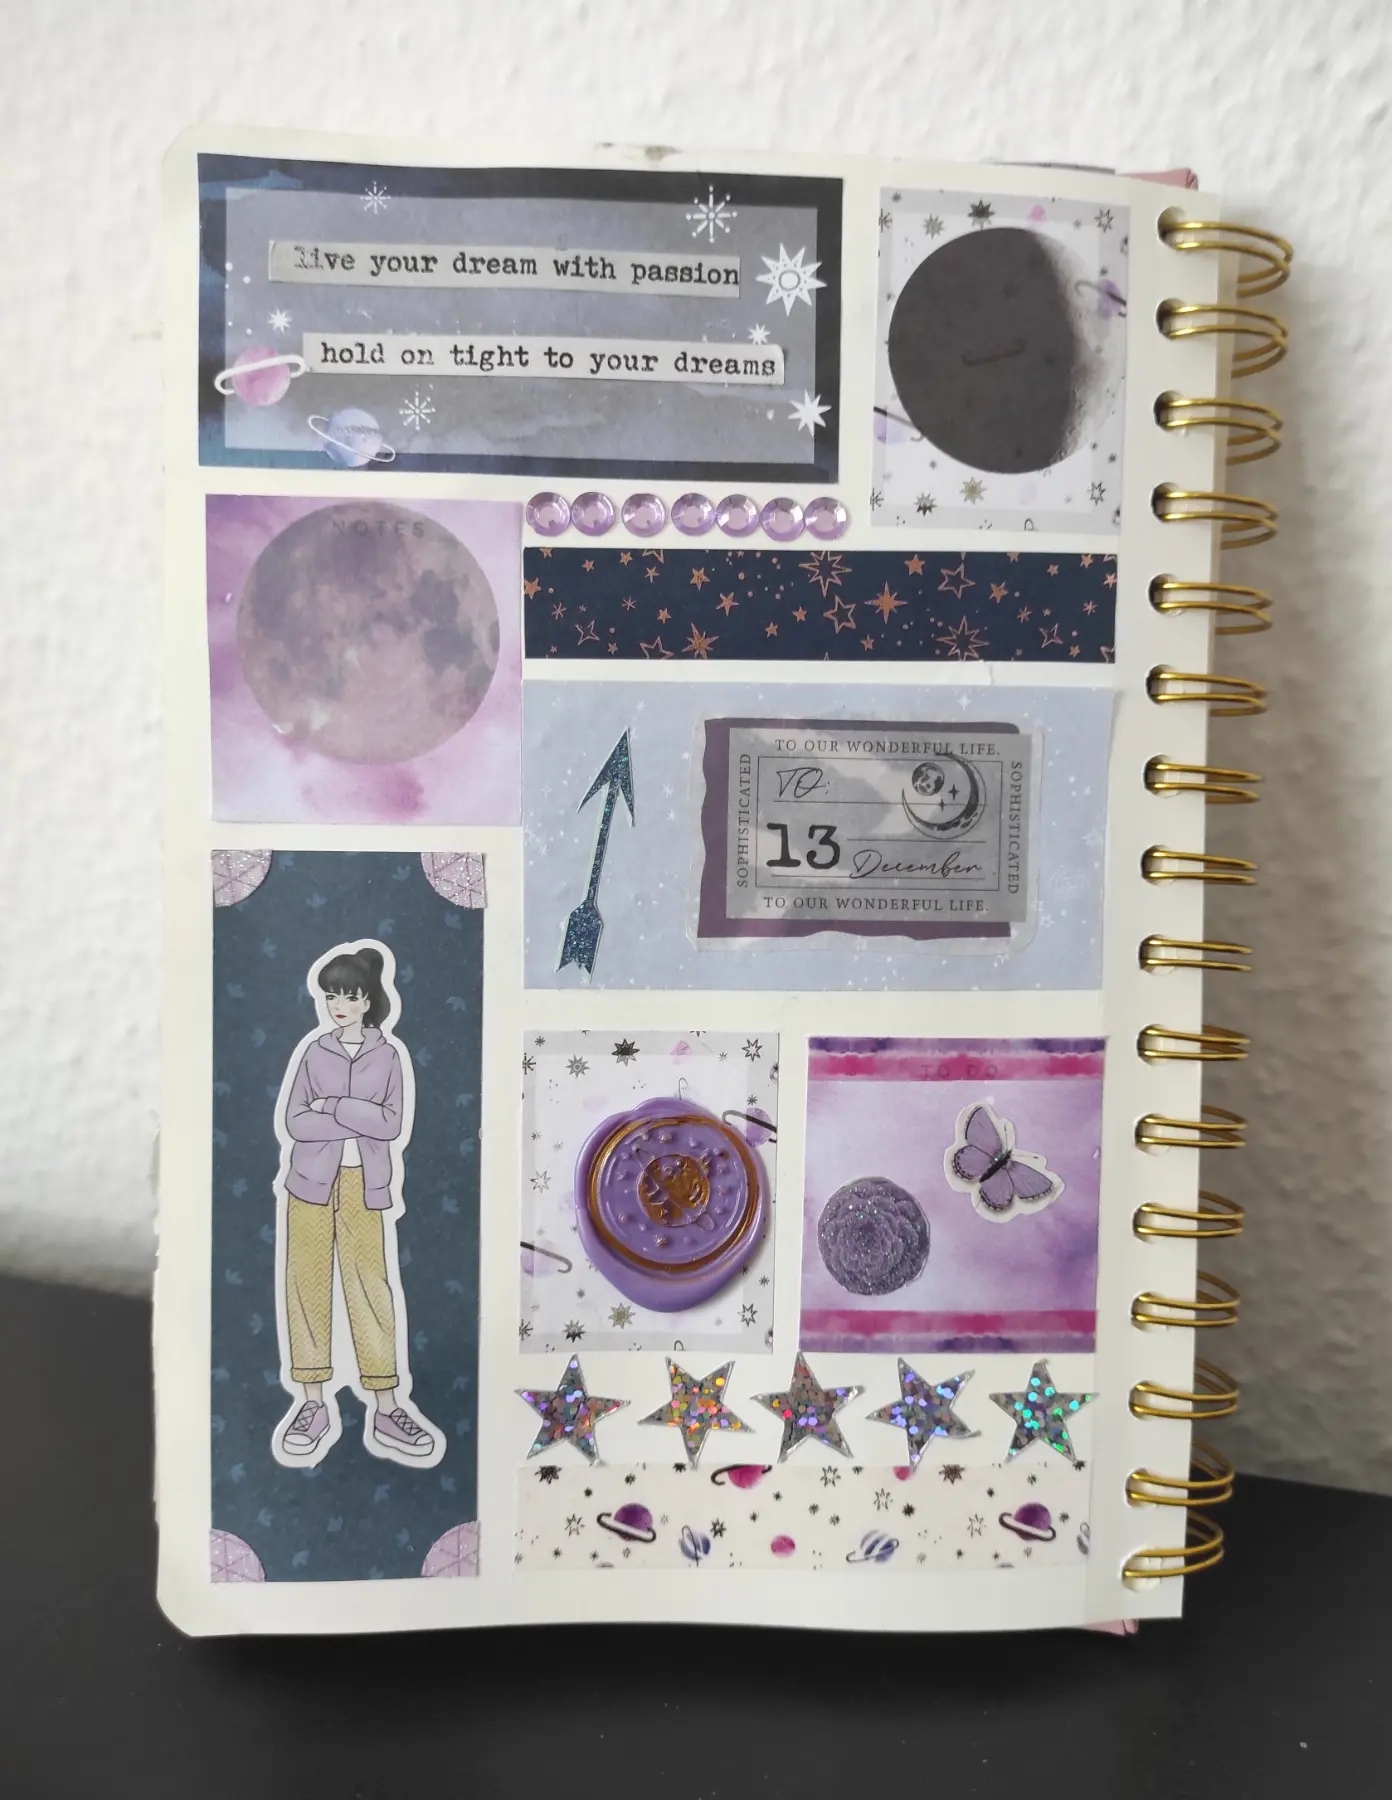 live your dream with passion
hold on tight to your dreams
NOTES
TO OUR WONDERFUL LIFE.
SOPHISTICATED
TO:
13 December
SOPHISTICATED
TO OUR WONDERFUL LIFE.
TO DO